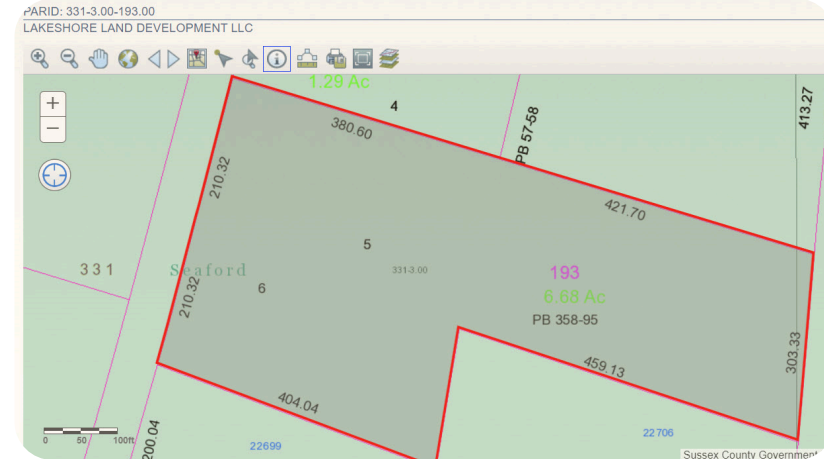 PARID: 331-3.00-193.00
LAKESHORE LAND DEVELOPMENT LLC
1.29 Ac
4
380.60
PB 57-58
413.27
+
−
210.32
421.70
5
331
Seaford
331-3.00
193
6
6.68 Ac
210.32
PB 358-95
303.33
459.13
404.04
0 50 100ft
200.04
22699
22706
Sussex County Government